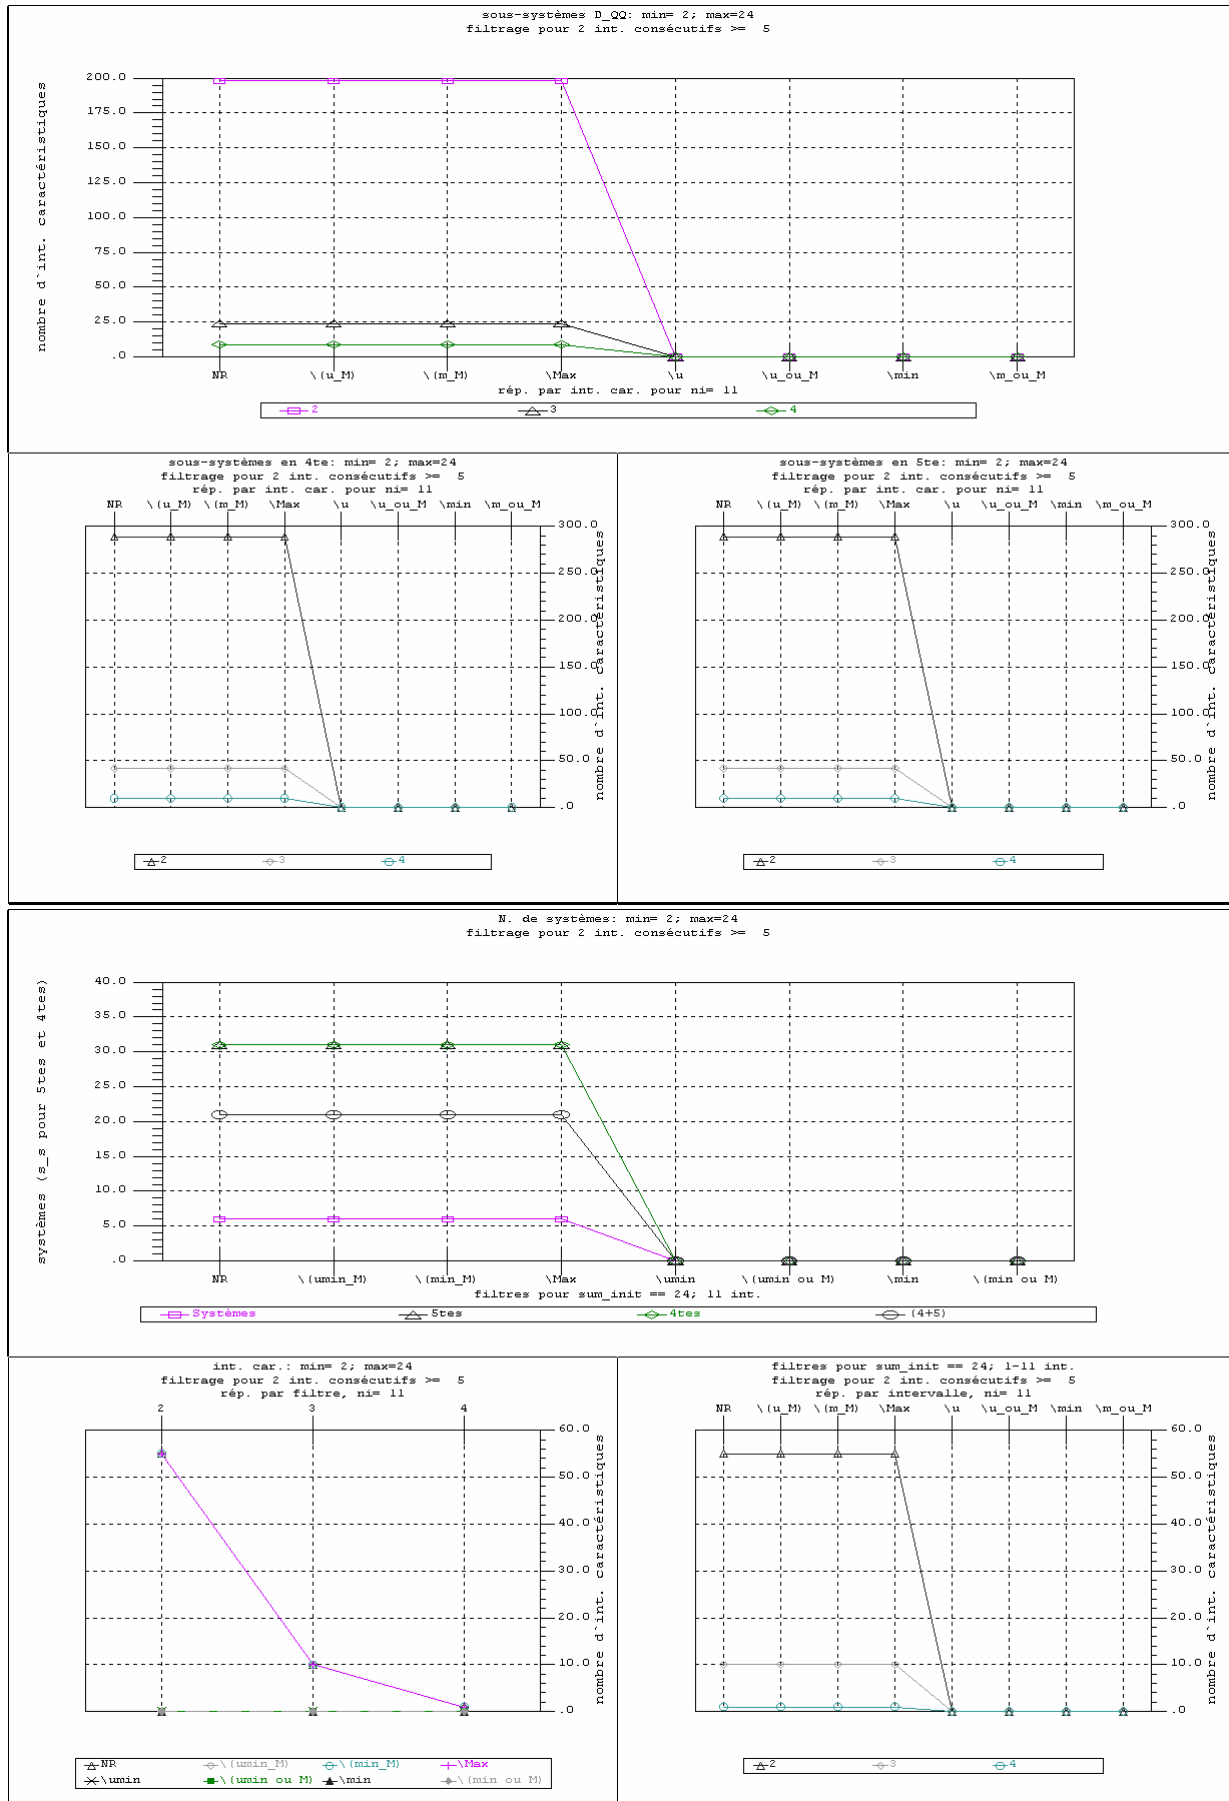 sous-systèmes D_QQ: min= 2; max=24
filtrage pour 2 int. consécutifs >=  5
nombre d`int. caractéristiques
200.0
175.0
150.0
125.0
100.0
75.0
50.0
25.0
.0
NR \(u_M) \(m_M) \Max \u \u_ou_M \min \m_ou_M
rép. par int. car. pour ni= 11
2 3 4
sous-systèmes en 4te: min= 2; max=24
filtrage pour 2 int. consécutifs >=  5
rép. par int. car. pour ni= 11
NR \(u_M) \(m_M) \Max \u \u_ou_M \min \m_ou_M
300.0
250.0
200.0
150.0
100.0
50.0
.0
nombre d`int. caractéristiques
2 3 4
sous-systèmes en 5te: min= 2; max=24
filtrage pour 2 int. consécutifs >=  5
rép. par int. car. pour ni= 11
NR \(u_M) \(m_M) \Max \u \u_ou_M \min \m_ou_M
300.0
250.0
200.0
150.0
100.0
50.0
.0
nombre d`int. caractéristiques
2 3 4
N. de systèmes: min= 2; max=24
filtrage pour 2 int. consécutifs >=  5
systèmes (s_s pour 5tes et 4tes)
40.0
35.0
30.0
25.0
20.0
15.0
10.0
5.0
.0
NR \(umin_M) \(min_M) \Max \umin \(umin ou M) \min \(min ou M)
filtres pour sum_init == 24; 11 int.
Systèmes 5tes 4tes (4+5)
int. car.: min= 2; max=24
filtrage pour 2 int. consécutifs >=  5
rép. par filtre, ni= 11
2 3 4
60.0
50.0
40.0
30.0
20.0
10.0
.0
nombre d`int. caractéristiques
NR \(umin_M) \(min_M) \Max
\umin \(umin ou M) \min \(min ou M)
filtres pour sum_init == 24; 1-11 int.
filtrage pour 2 int. consécutifs >=  5
rép. par intervalle, ni= 11
NR \(u_M) \(m_M) \Max \u \u_ou_M \min \m_ou_M
60.0
50.0
40.0
30.0
20.0
10.0
.0
nombre d`int. caractéristiques
2 3 4